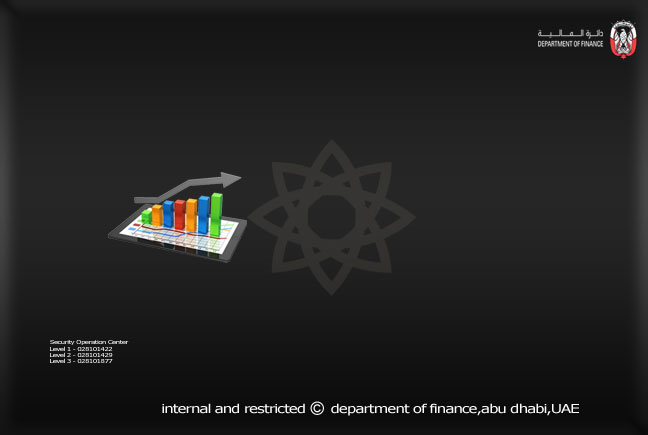 دائرة الـمـالـيـة
DEPARTMENT OF FINANCE
Security Operation Center
Level 1 - 028101422
Level 2 - 028101429
Level 3 - 028101877
internal and restricted © department of finance,abu dhabi,UAE